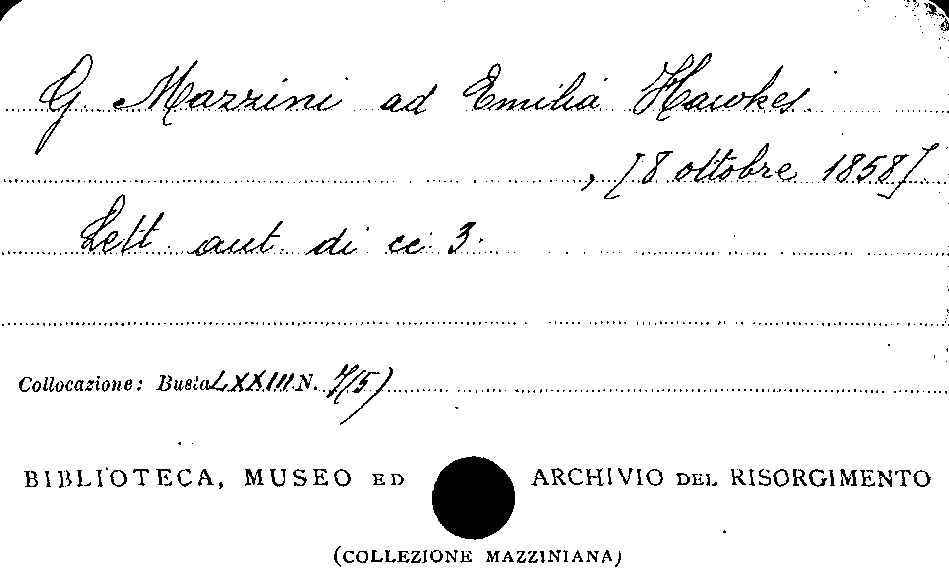 G. Mazzini ad Emilia Hawkes.
, [8 ottobre 1858].
Lett. aut. di cc. 3.
Collocazione: Busta LXXIII N. 7(5)
BIBLIOTECA, MUSEO ED ARCHIVIO DEL RISORGIMENTO
(COLLEZIONE MAZZINIANA)